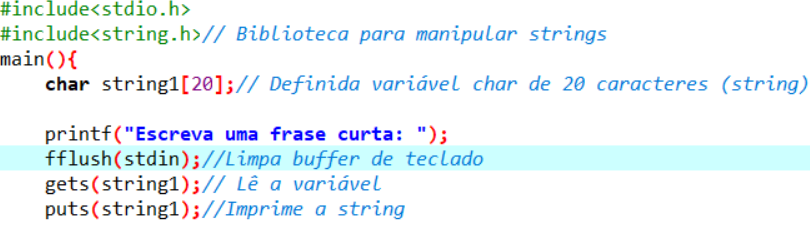 #include<stdio.h>
#include<string.h>// Biblioteca para manipular strings
main(){
    char string1[20];// Definida variável char de 20 caracteres (string)

    printf("Escreva uma frase curta: ");
    fflush(stdin);//Limpa buffer de teclado
    gets(string1);// Lê a variável
    puts(string1);//Imprime a string